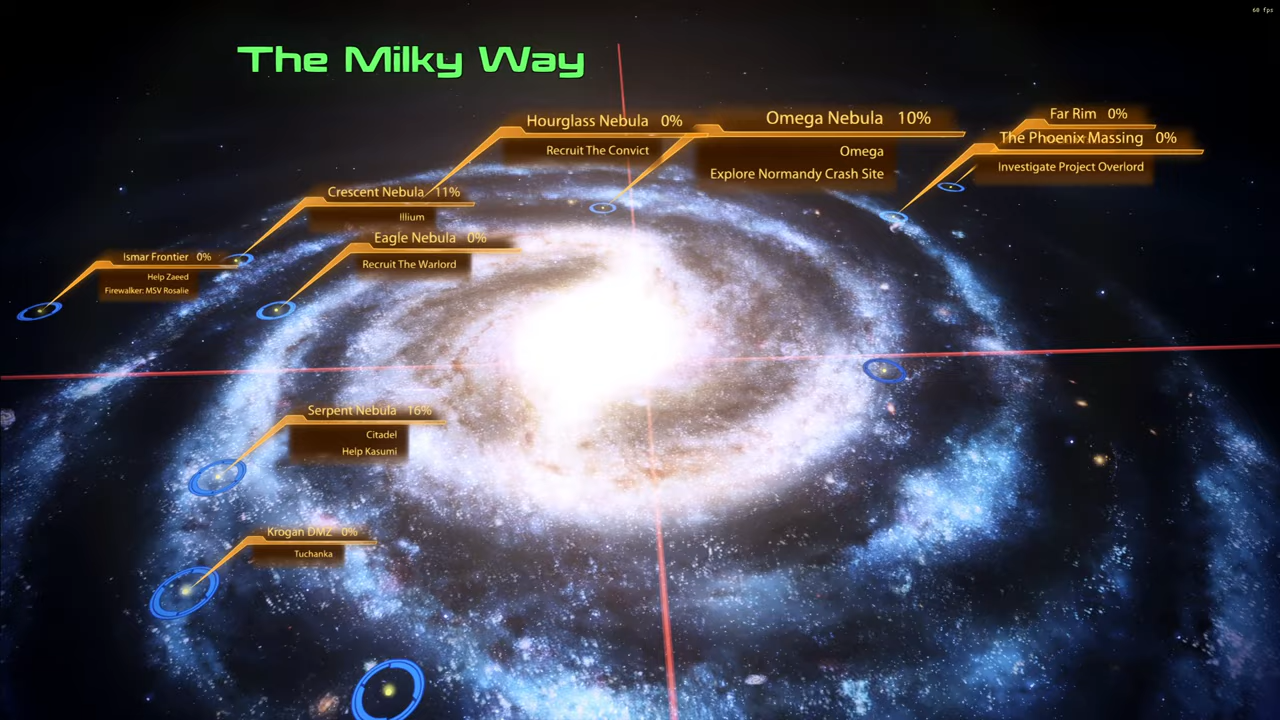 60 fps
The Milky Way
Far Rim 0%
Hourglass Nebula 0%
Recruit The Convict
Omega Nebula 10%
Omega
Explore Normandy Crash Site
The Phoenix Massing 0%
Investigate Project Overlord
Crescent Nebula 11%
Illium
Eagle Nebula 0%
Recruit The Warlord
Ismar Frontier 0%
Help Zaeed
Firewalker: MSV Rosalie
Serpent Nebula 16%
Citadel
Help Kasumi
Krogan DMZ 0%
Tuchanka